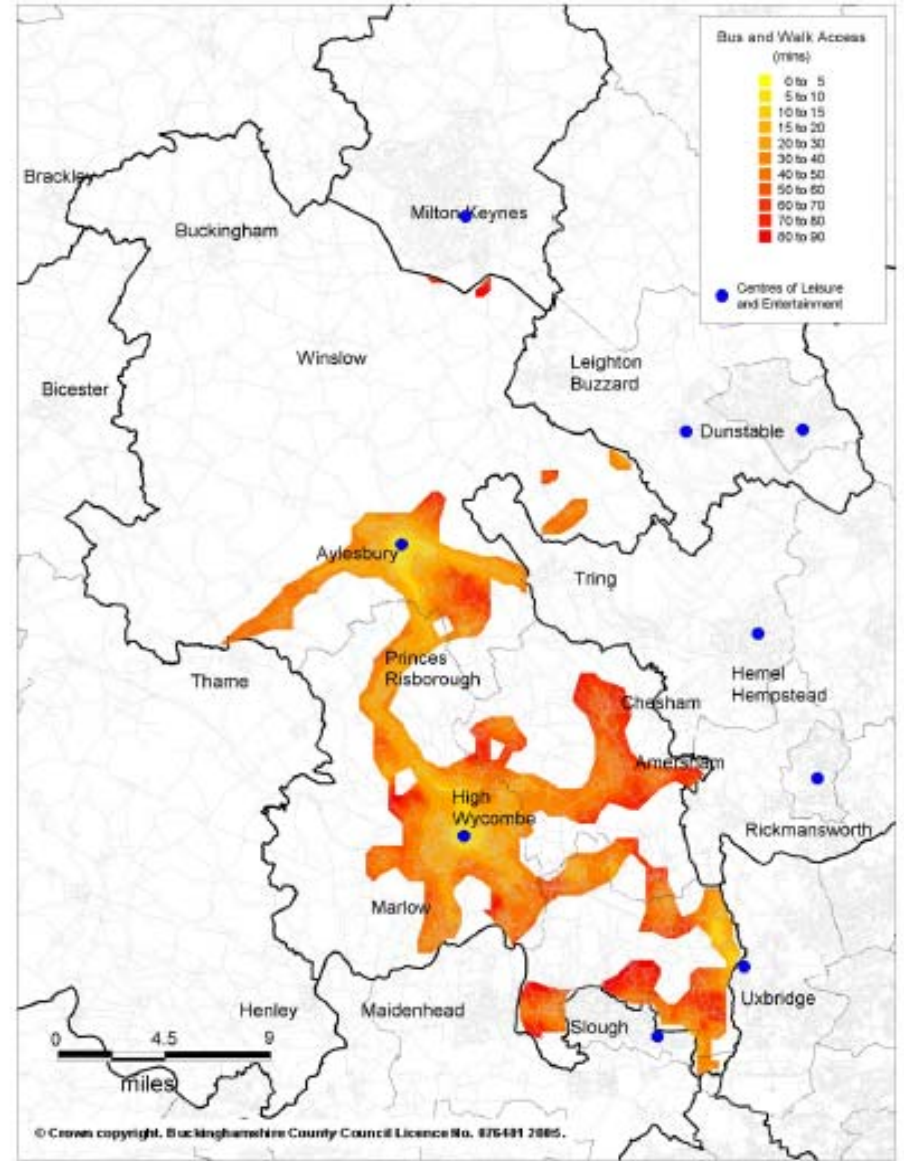 Bus and Walk Access
(mins)
0 to 5
5 to 10
10 to 15
15 to 20
20 to 30
30 to 40
40 to 50
50 to 60
60 to 70
70 to 80
80 to 90
Centres of Leisure
and Entertainment
Brackley
Buckingham
Milton Keynes
Winslow
Leighton
Buzzard
Bicester
Dunstable
Aylesbury
Tring
Princes
Risborough
Thame
Hemel
Hempstead
Chesham
Amersham
High
Wycombe
Rickmansworth
Marlow
Henley
Maidenhead
Uxbridge
Slough
0 4.5 9
miles
© Crown copyright. Buckinghamshire County Council Licence No. 076481 2005.